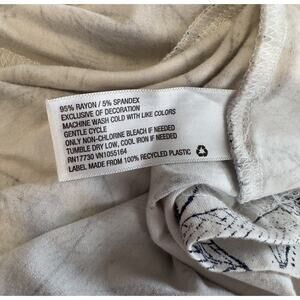 95% RAYON / 5% SPANDEX
EXCLUSIVE OF DECORATION
MACHINE WASH COLD WITH LIKE COLORS
GENTLE CYCLE
ONLY NON-CHLORINE BLEACH IF NEEDED
TUMBLE DRY LOW, COOL IRON IF NEEDED
RN17730 VN1055164
LABEL MADE FROM 100% RECYCLED PLASTIC